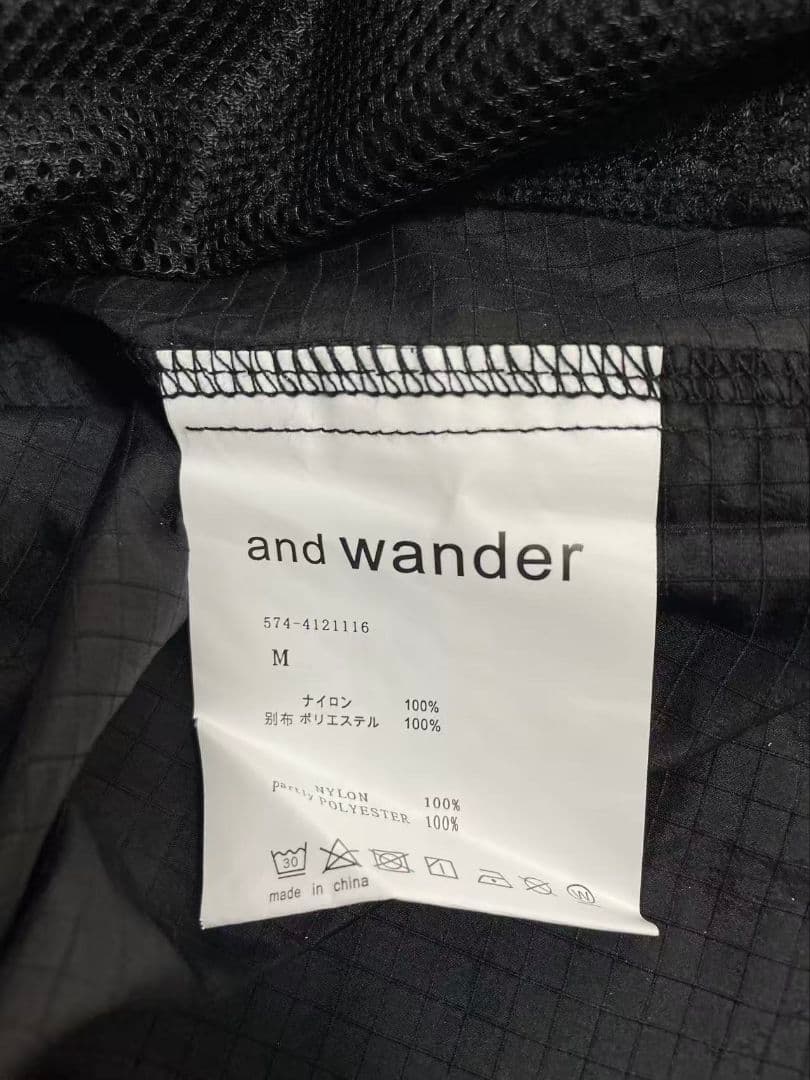 and wander
574-4121116
M
ナイロン 100%
別布 ポリエステル 100%
partly NYLON 100%
POLYESTER 100%
30
W
made in china